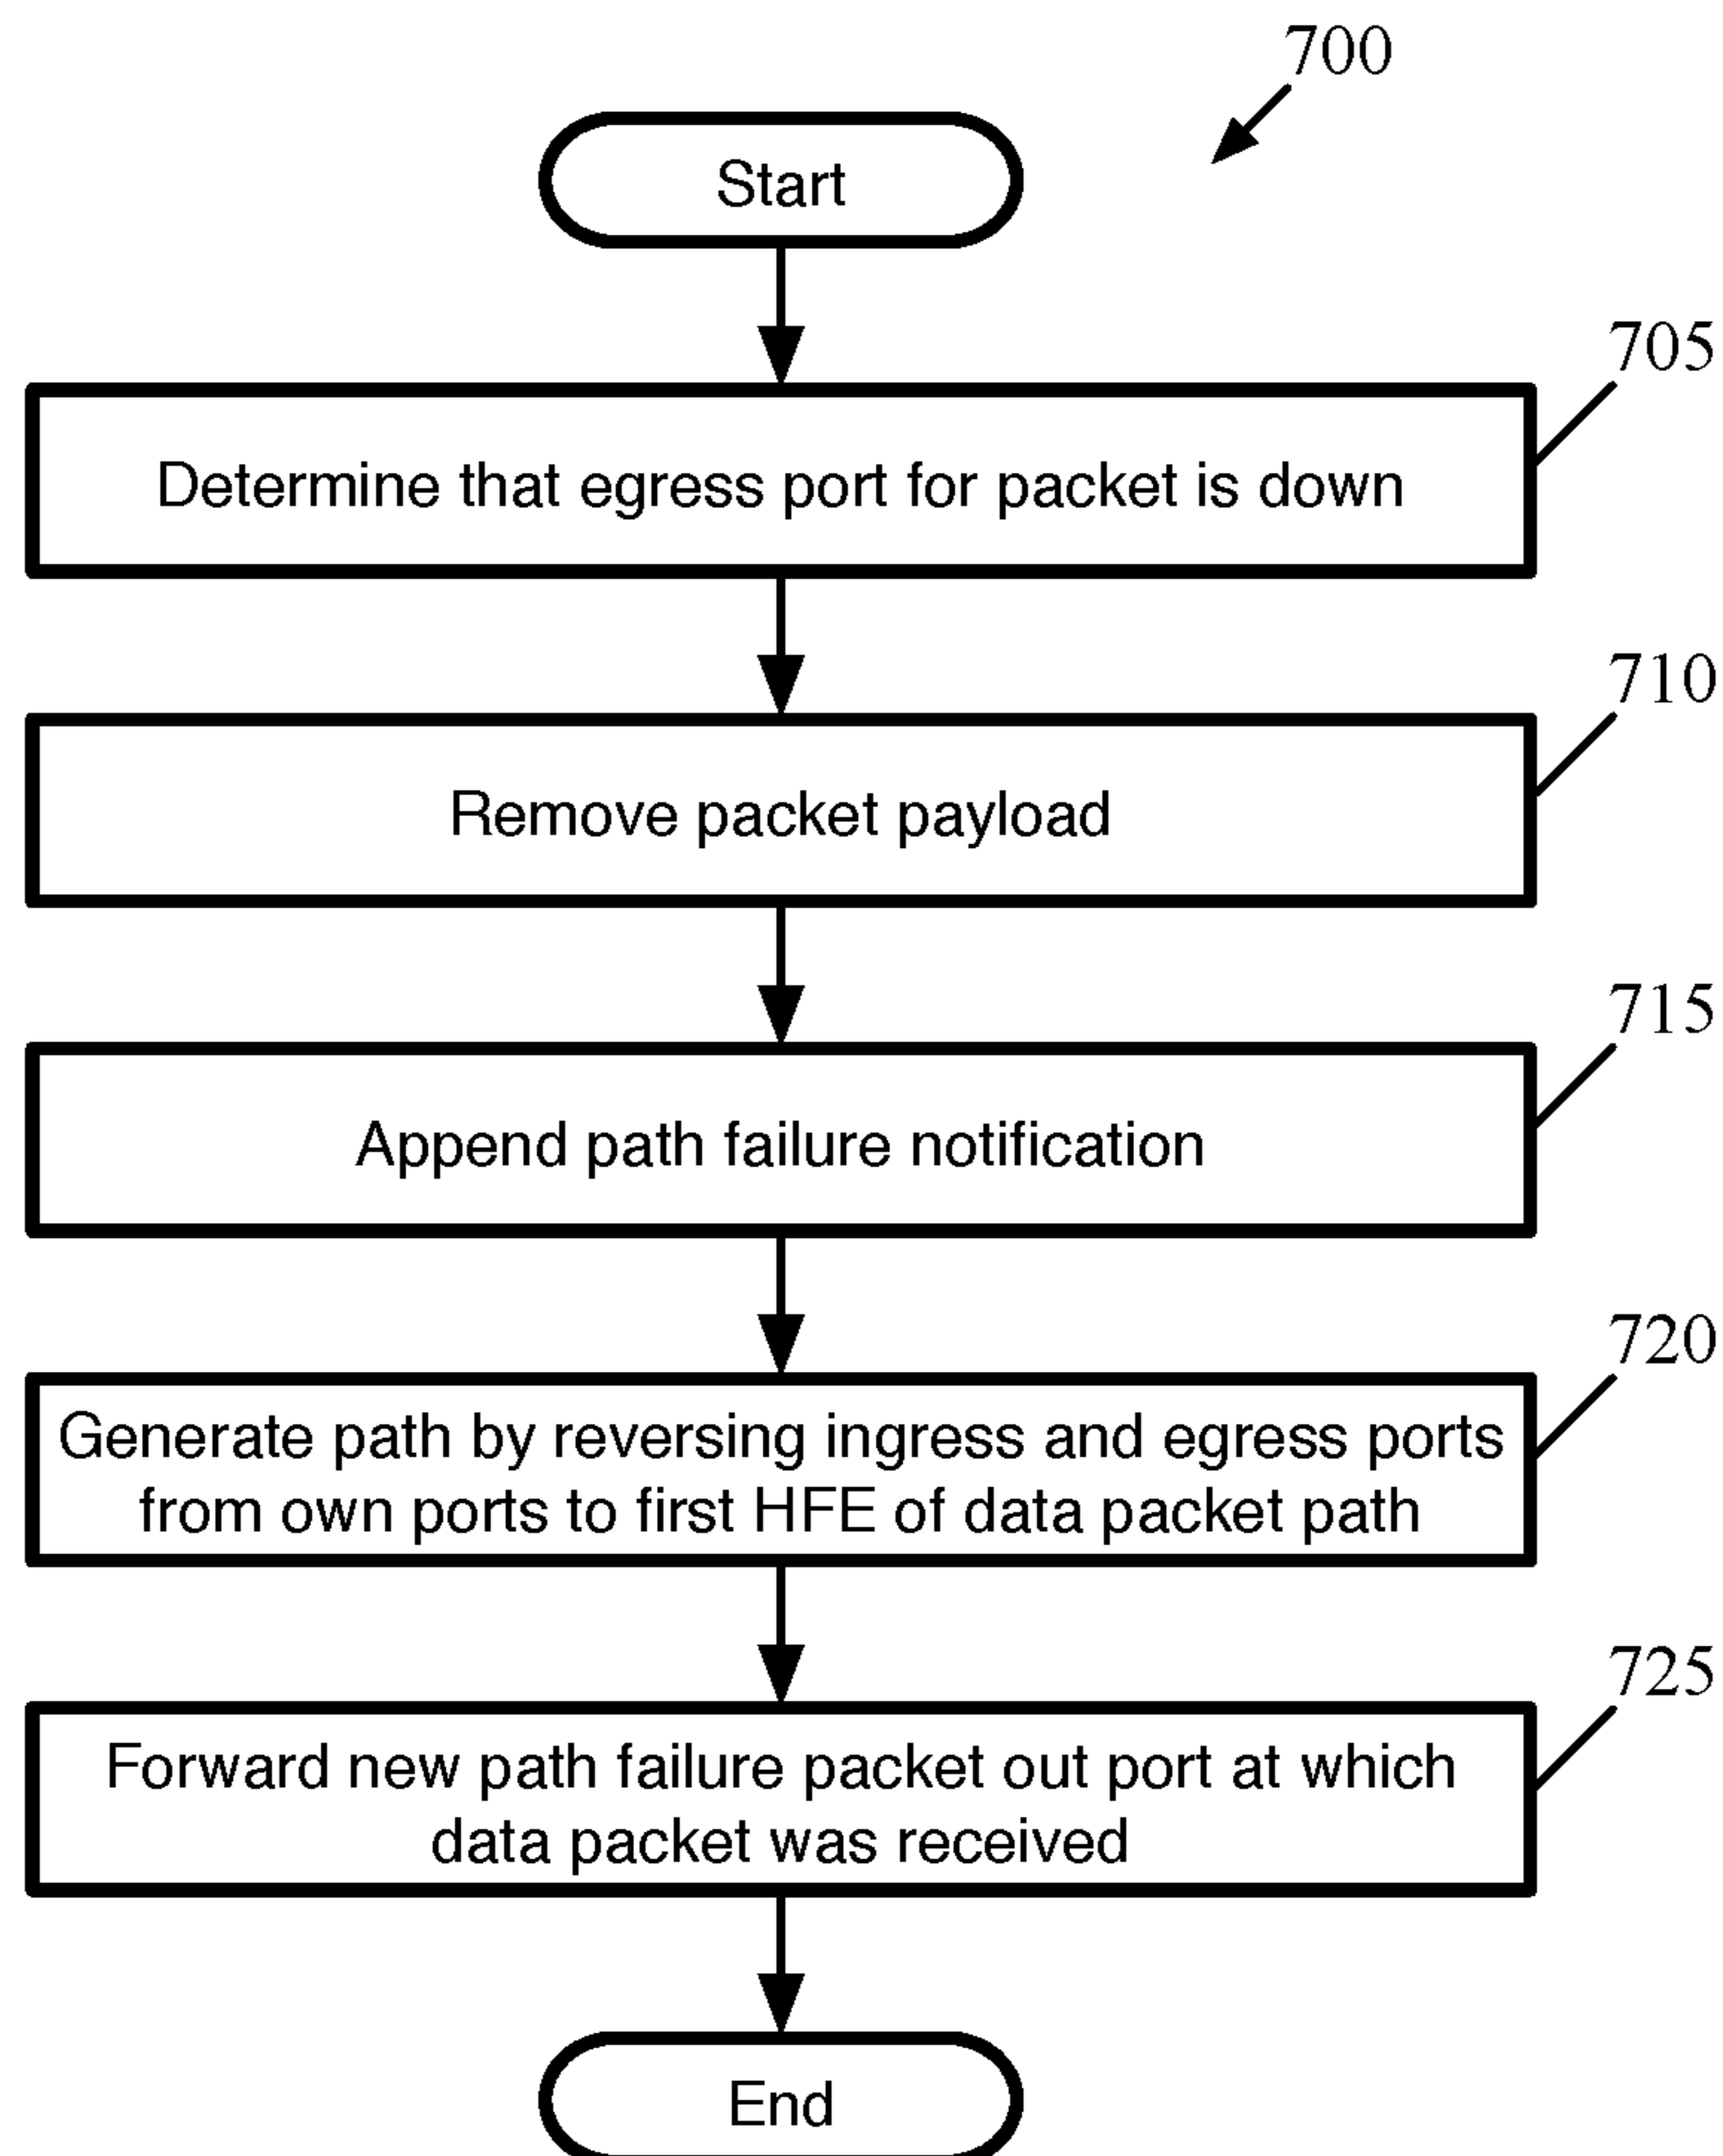 700
Start
705
Determine that egress port for packet is down
710
Remove packet payload
715
Append path failure notification
720
Generate path by reversing ingress and egress ports
from own ports to first HFE of data packet path
725
Forward new path failure packet out port at which
data packet was received
End